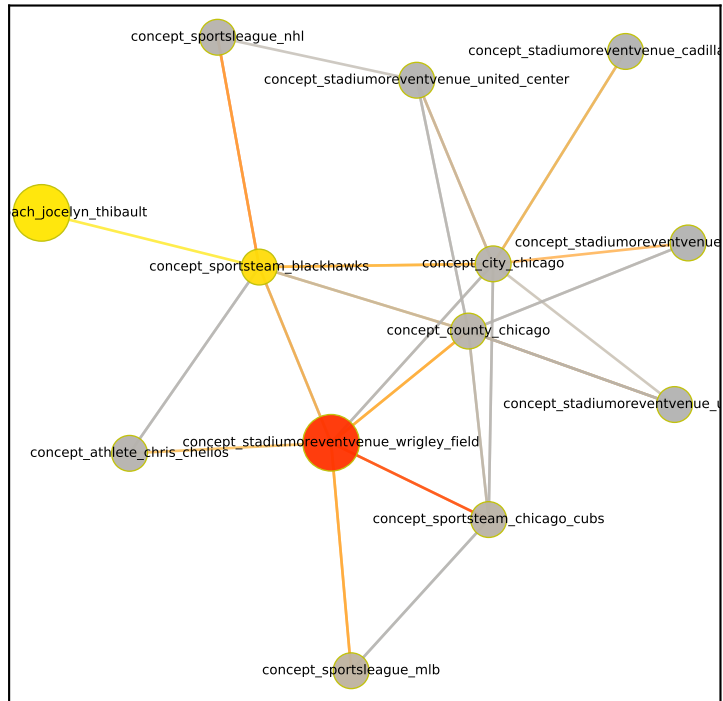 concept_sportsleague_nhl
concept_stadiumoreventvenue_cadilla
concept_stadiumoreventvenue_united_center
ach_jocelyn_thibault
concept_stadiumoreventvenue
concept_city_chicago
concept_sportsteam_blackhawks
concept_county_chicago
concept_stadiumoreventvenue_u
concept_stadiumoreventvenue_wrigley_field
concept_athlete_chris_chelios
concept_sportsteam_chicago_cubs
concept_sportsleague_mlb